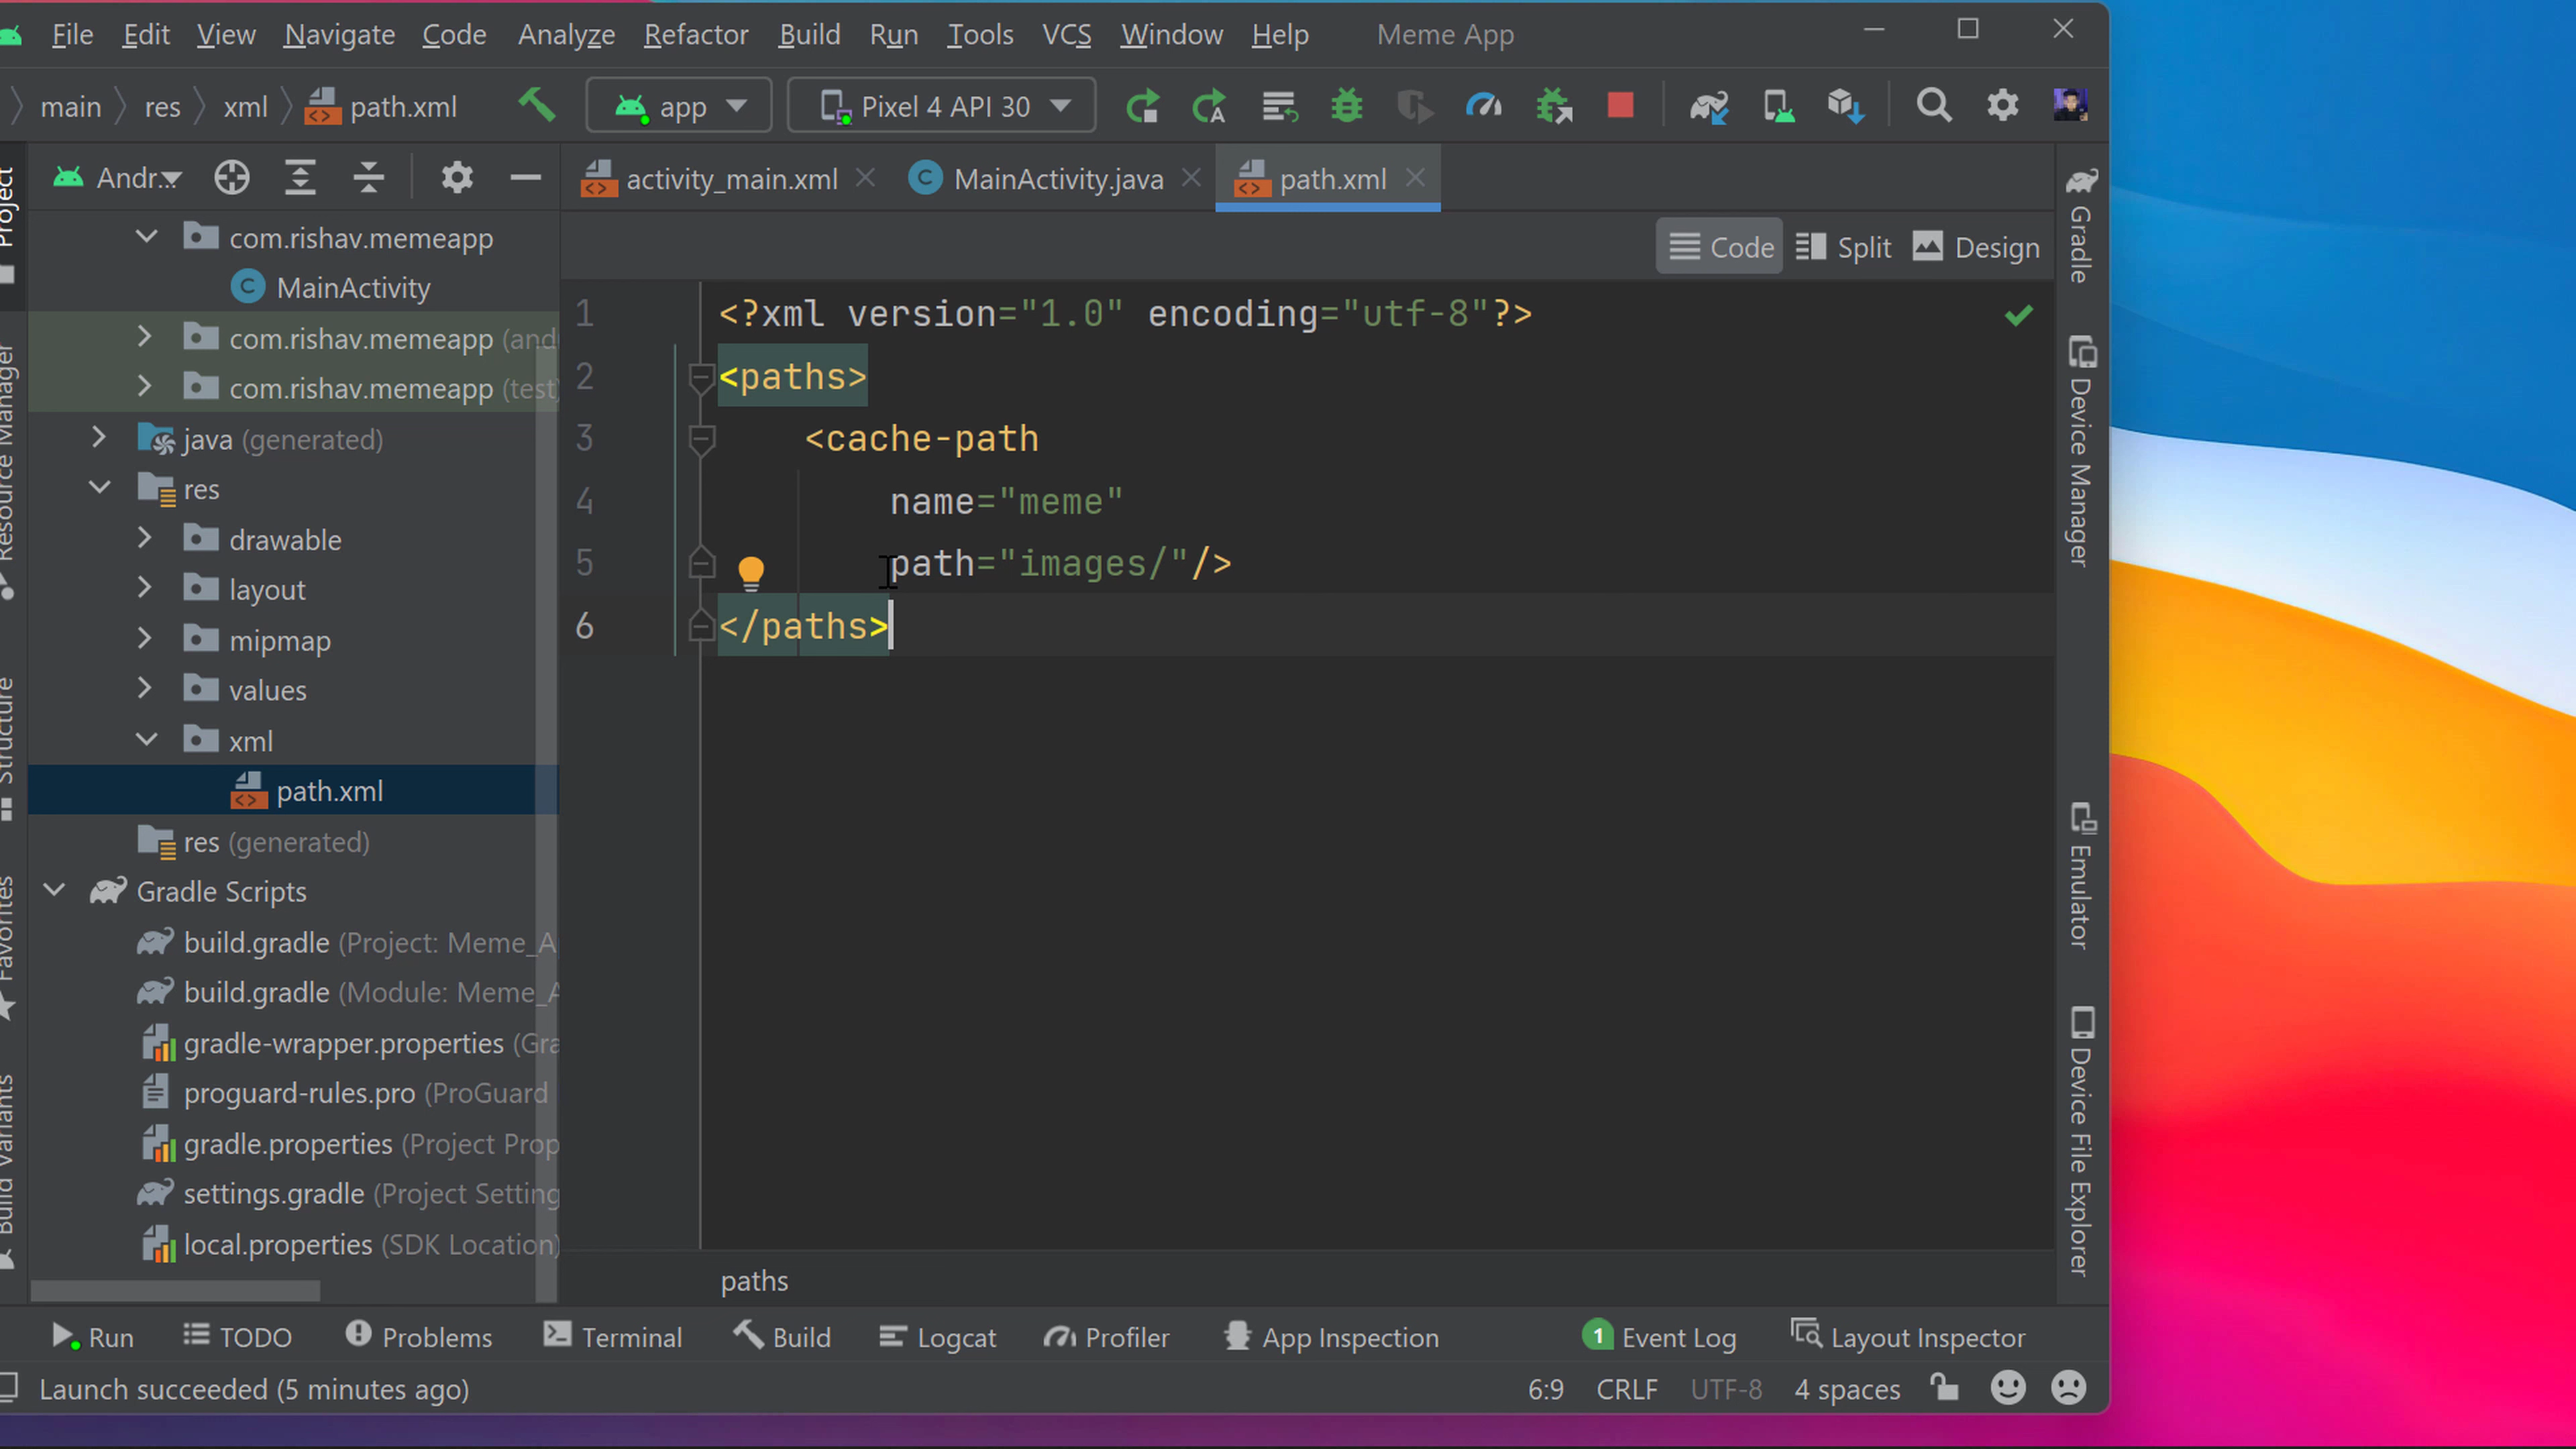 File Edit View Navigate Code Analyze Refactor Build Run Tools VCS Window Help Meme App
main res xml path.xml app Pixel 4 API 30
Project
Andr...
activity_main.xml MainActivity.java path.xml
Code Split Design
com.rishav.memeapp
MainActivity
com.rishav.memeapp (and
com.rishav.memeapp (test)
java (generated)
res
drawable
layout
mipmap
values
xml
path.xml
res (generated)
Gradle Scripts
build.gradle (Project: Meme_A
build.gradle (Module: Meme_A
gradle-wrapper.properties (Gra
proguard-rules.pro (ProGuard
gradle.properties (Project Prop
settings.gradle (Project Setting
local.properties (SDK Location)
Resource Manager
Structure
Favorites
Build Variants
1 <?xml version="1.0" encoding="utf-8"?>
2 <paths>
3 <cache-path
4 name="meme"
5 path="images/"/>
6 </paths>
paths
Gradle
Device Manager
Emulator
Device File Explorer
Run TODO Problems Terminal Build Logcat Profiler App Inspection 1 Event Log Layout Inspector
Launch succeeded (5 minutes ago) 6:9 CRLF UTF-8 4 spaces